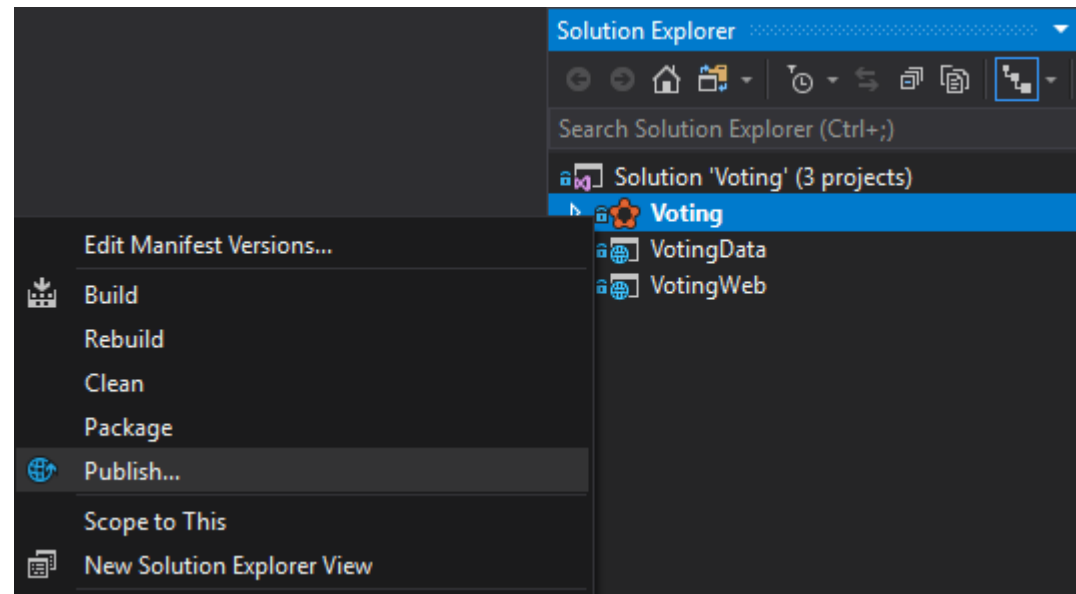 Solution Explorer
Search Solution Explorer (Ctrl+;)
Solution 'Voting' (3 projects)
Voting
VotingData
VotingWeb
Edit Manifest Versions...
Build
Rebuild
Clean
Package
Publish...
Scope to This
New Solution Explorer View